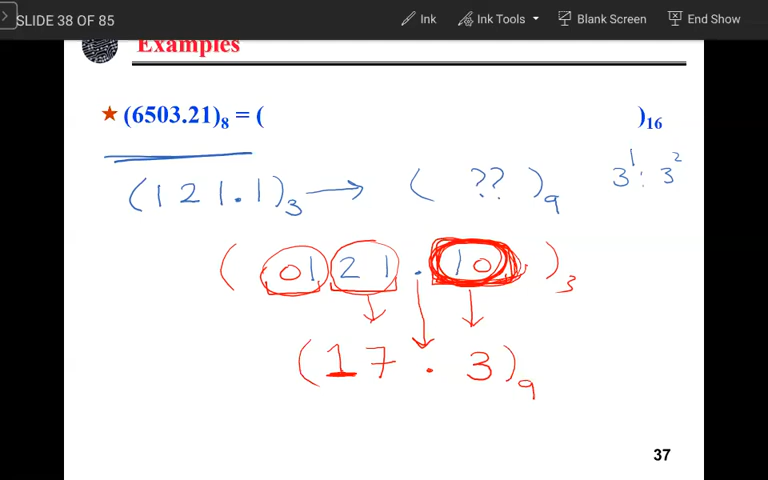 SLIDE 38 OF 85 Ink Ink Tools Blank Screen End Show
Examples
★ (6503.21)₈ = ( )₁₆
(121.1)₃ → ( ?? )₉ 3¹ : 3²
( 01 21 . 10 )₃
(17 . 3)₉
37